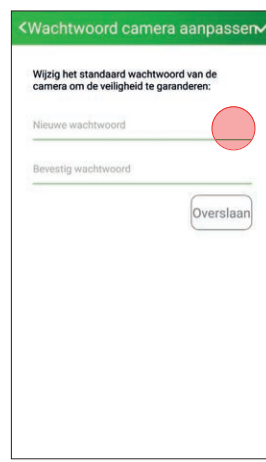 Wachtwoord camera aanpassen
Wijzig het standaard wachtwoord van de
camera om de veiligheid te garanderen:
Nieuwe wachtwoord
Bevestig wachtwoord
Overslaan